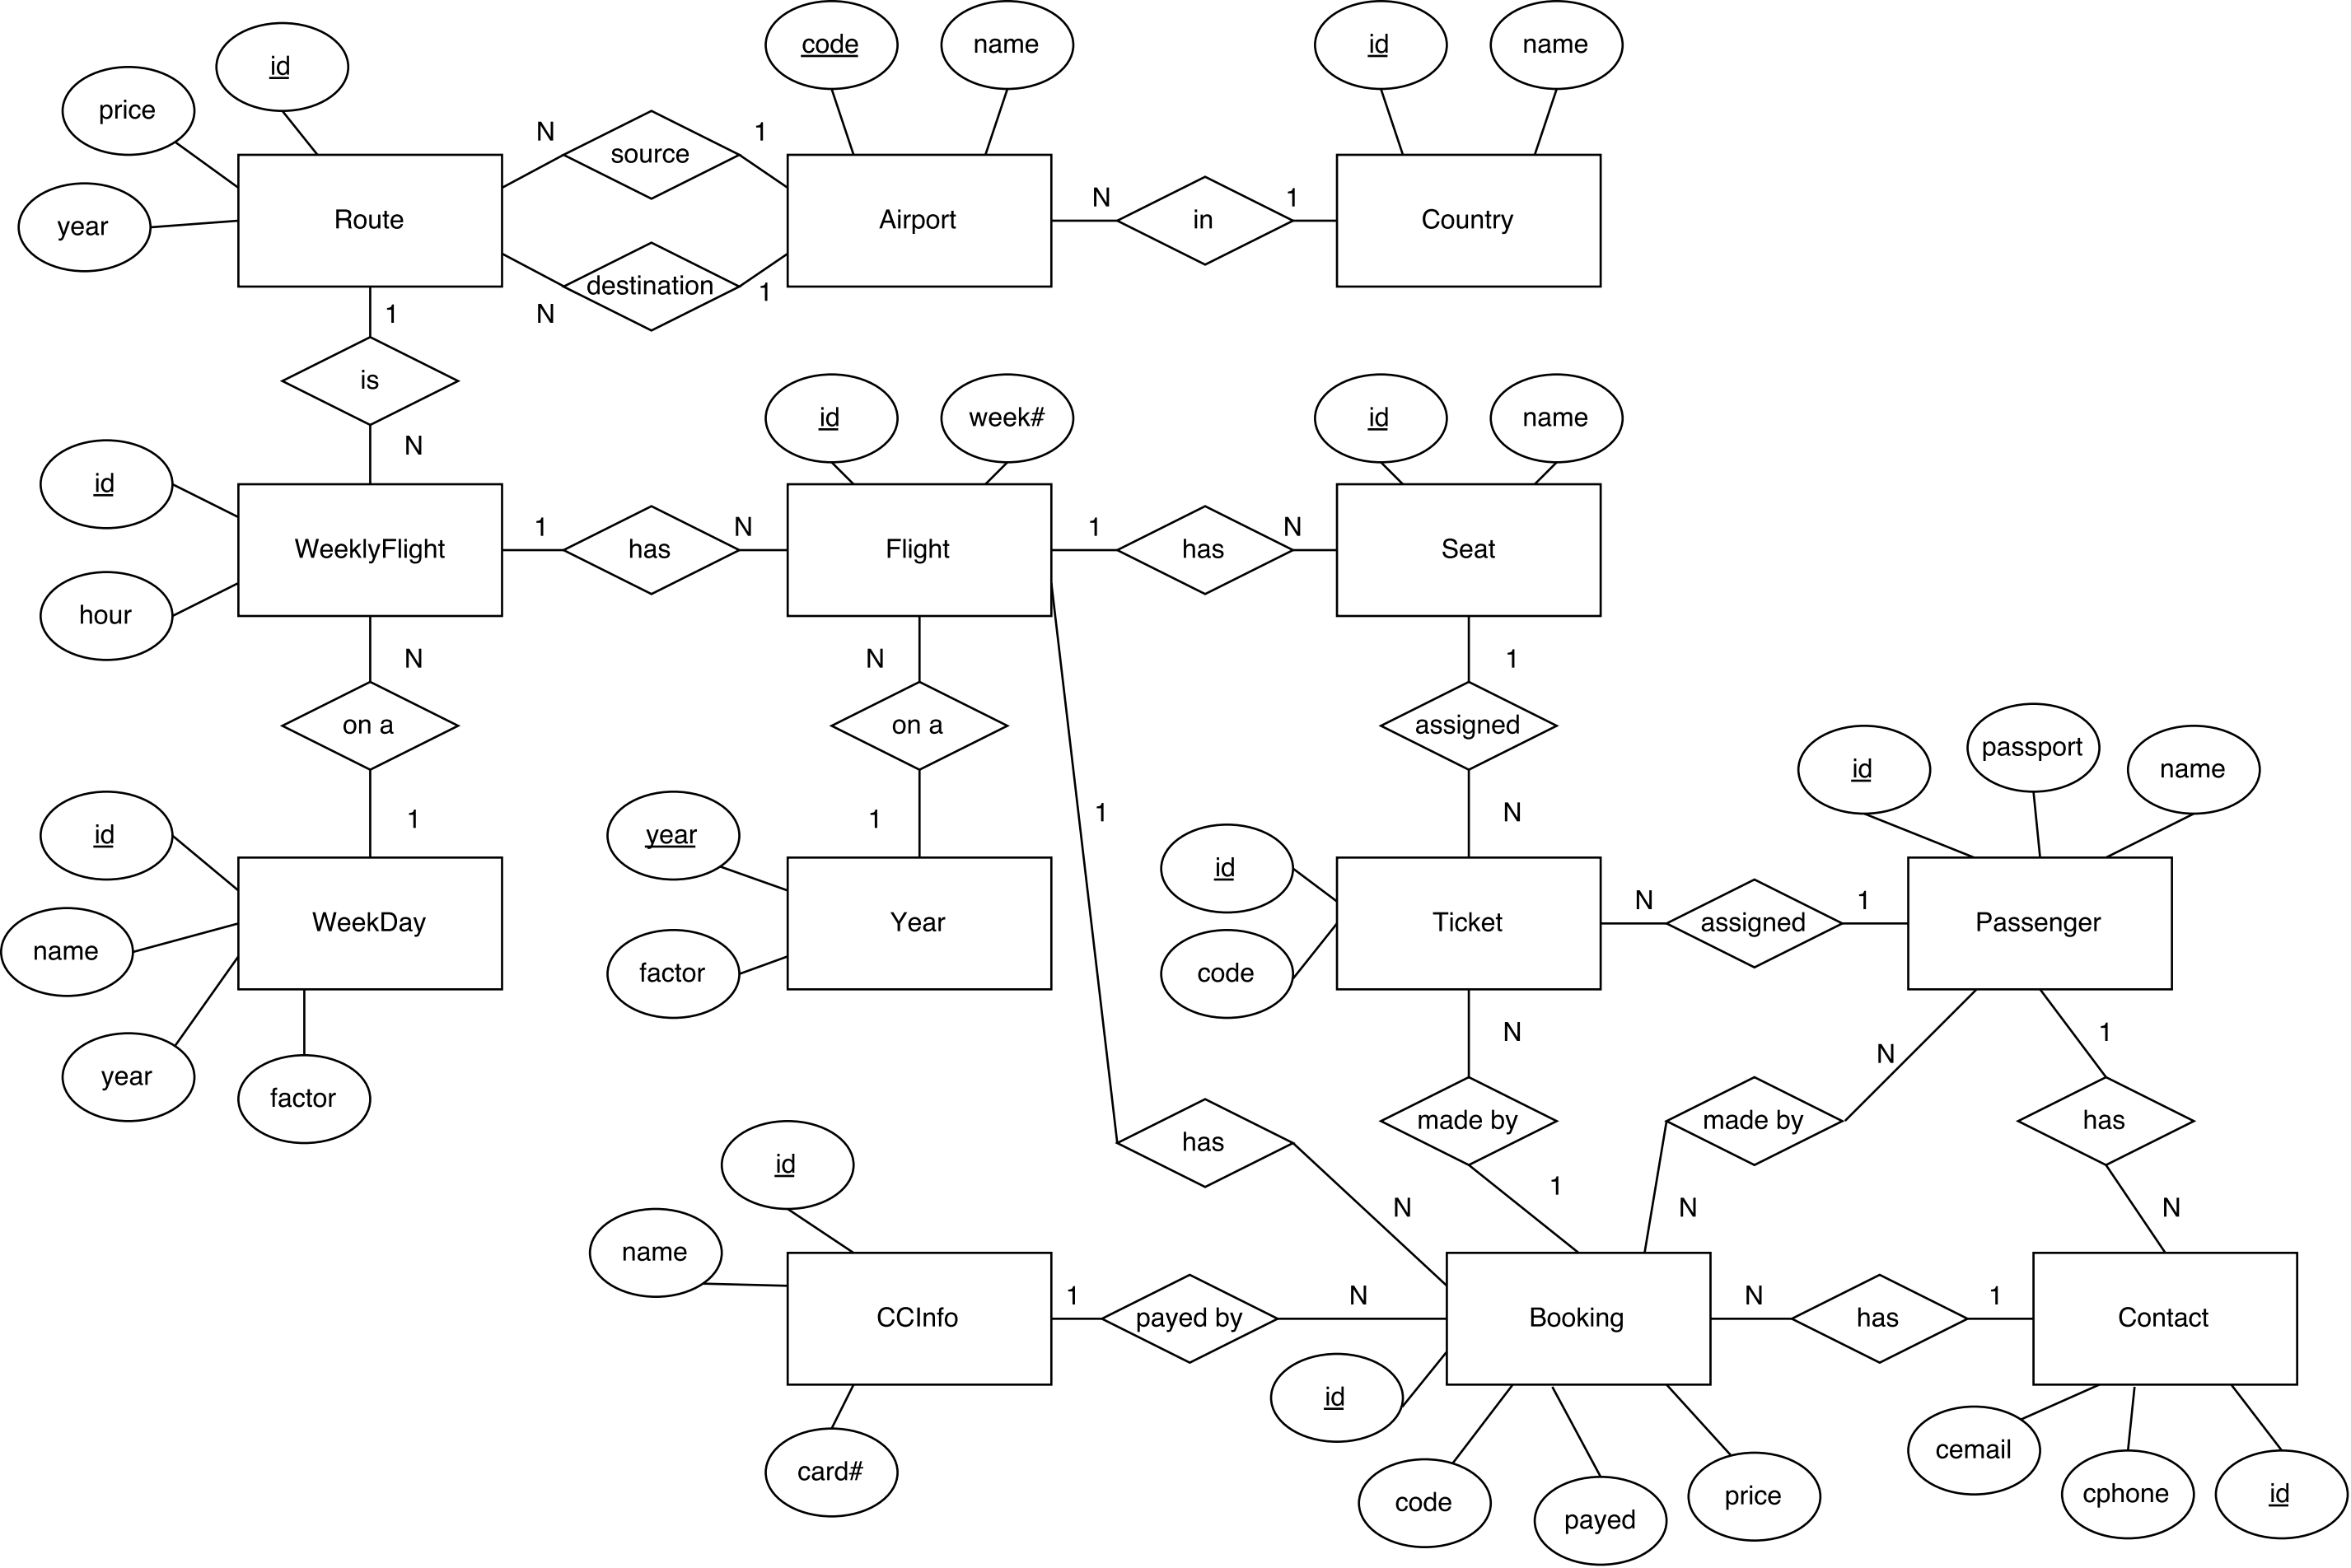 code
name
id
name
id
price
year
N
source
1
Route
Airport
N
in
1
Country
destination
N
1
1
is
N
id
week#
id
name
id
hour
WeeklyFlight
1
has
N
Flight
1
has
N
Seat
N
on a
1
N
on a
1
1
assigned
N
1
id
passport
name
id
name
year
factor
WeekDay
year
factor
Year
id
code
Ticket
N
assigned
1
Passenger
N
made by
1
N
made by
N
1
has
N
has
N
id
name
CCInfo
card#
1
payed by
N
Booking
N
has
1
Contact
id
code
payed
price
cemail
cphone
id